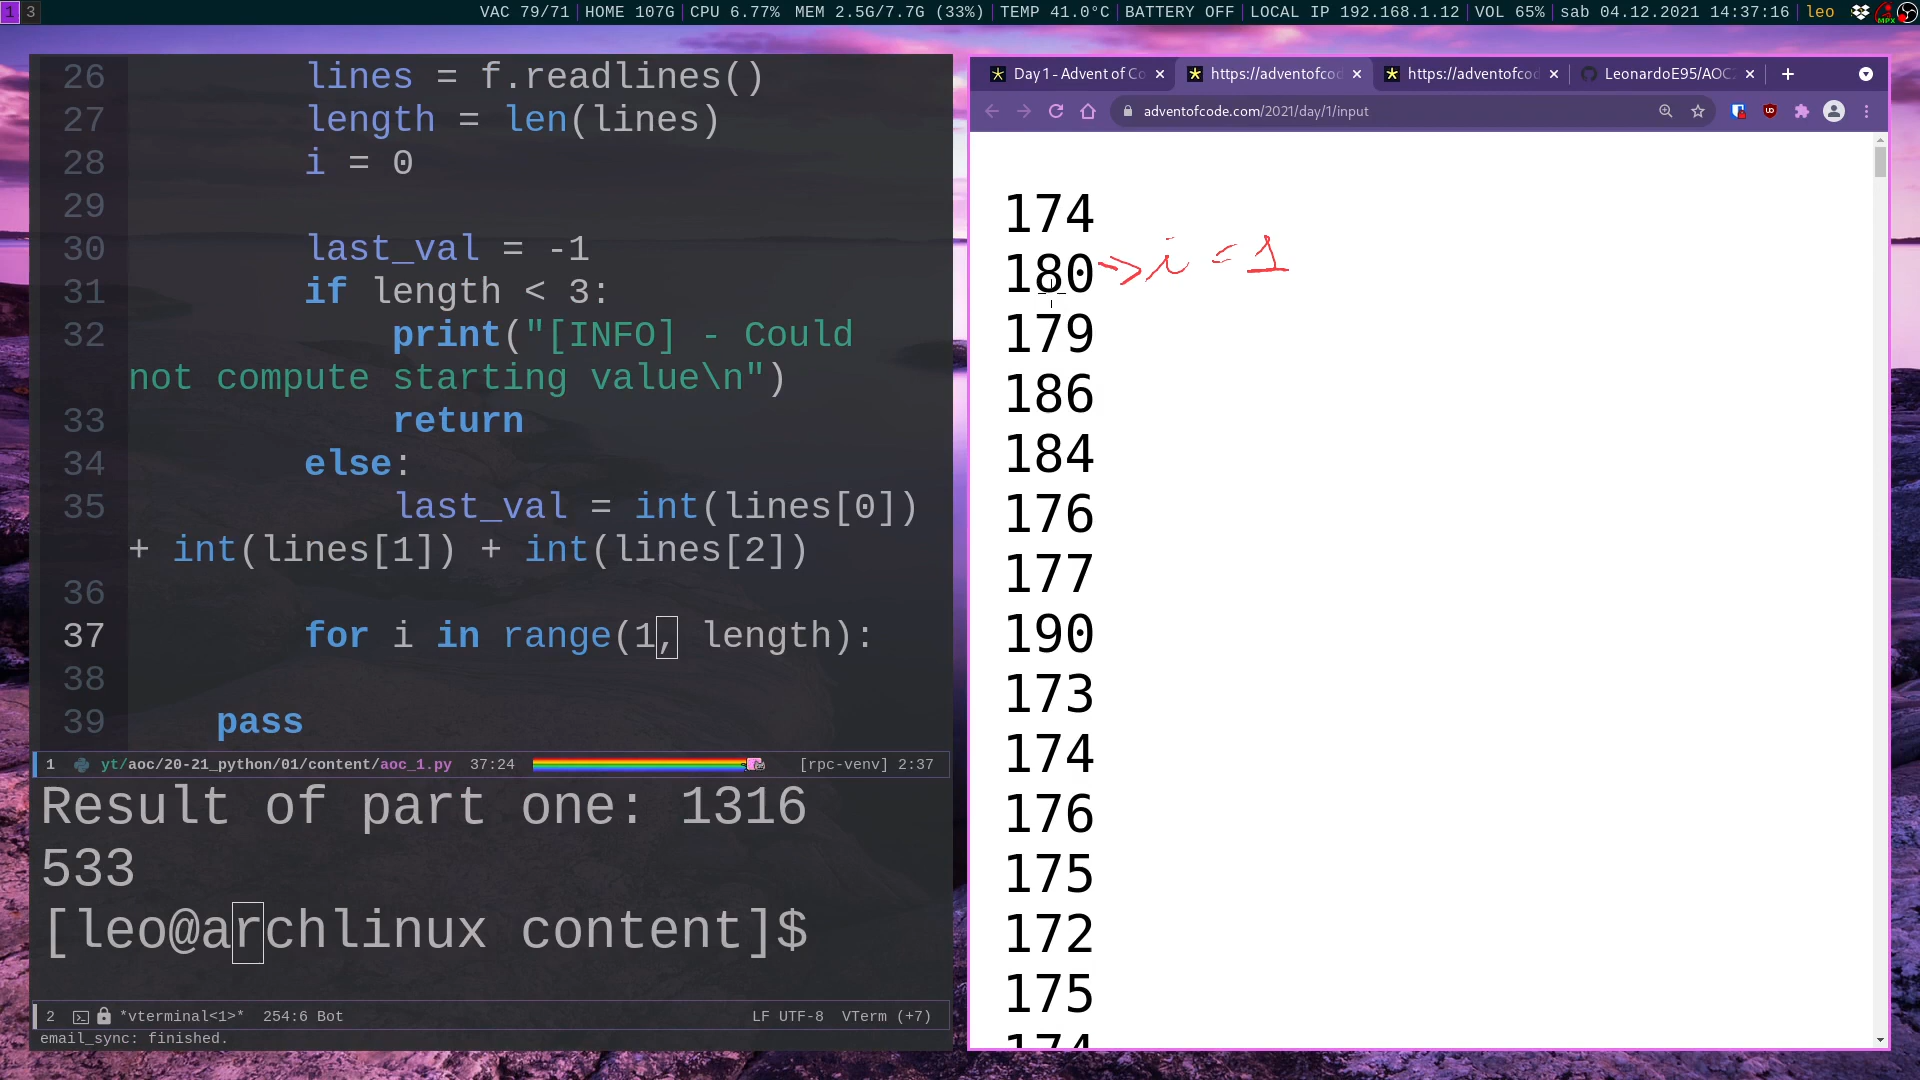 1 3 VAC 79/71 | HOME 107G | CPU 6.77% MEM 2.5G/7.7G (33%) | TEMP 41.0°C | BATTERY OFF | LOCAL IP 192.168.1.12 | VOL 65% | sab 04.12.2021 14:37:16 | leo
26 lines = f.readlines()
27 length = len(lines)
28 i = 0
29
30 last_val = -1
31 if length < 3:
32 print("[INFO] - Could
not compute starting value\n")
33 return
34 else:
35 last_val = int(lines[0])
+ int(lines[1]) + int(lines[2])
36
37 for i in range(1, length):
38
39 pass
1 yt/aoc/20-21_python/01/content/aoc_1.py 37:24 [rpc-venv] 2:37
Result of part one: 1316
533
[leo@archlinux content]$
2 *vterminal<1>* 254:6 Bot LF UTF-8 VTerm (+7)
email_sync: finished.
Day 1 - Advent of Co https://adventofcod https://adventofcod LeonardoE95/AOC
adventofcode.com/2021/day/1/input
174
180 -> i = 1
179
186
184
176
177
190
173
174
176
175
172
175
174